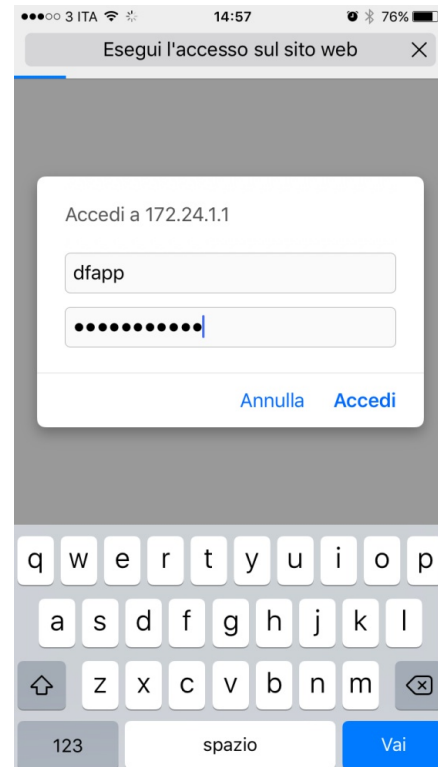 3 ITA 14:57 76%
Esegui l'accesso sul sito web
Accedi a 172.24.1.1
dfapp
●●●●●●●●●●●
Annulla Accedi
q w e r t y u i o p
a s d f g h j k l
z x c v b n m
123 spazio Vai